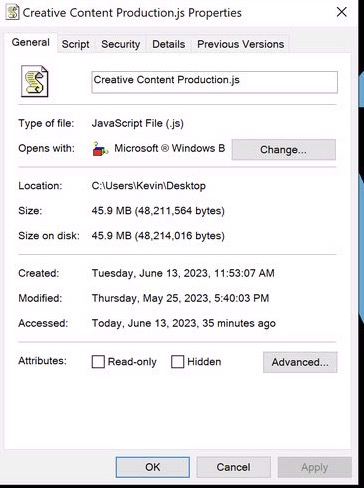 Creative Content Production.js Properties
General Script Security Details Previous Versions
Creative Content Production.js
Type of file: JavaScript File (.js)
Opens with: Microsoft ® Windows B Change...
Location: C:\Users\Kevin\Desktop
Size: 45.9 MB (48,211,564 bytes)
Size on disk: 45.9 MB (48,214,016 bytes)
Created: Tuesday, June 13, 2023, 11:53:07 AM
Modified: Thursday, May 25, 2023, 5:40:03 PM
Accessed: Today, June 13, 2023, 35 minutes ago
Attributes: Read-only Hidden Advanced...
OK Cancel Apply